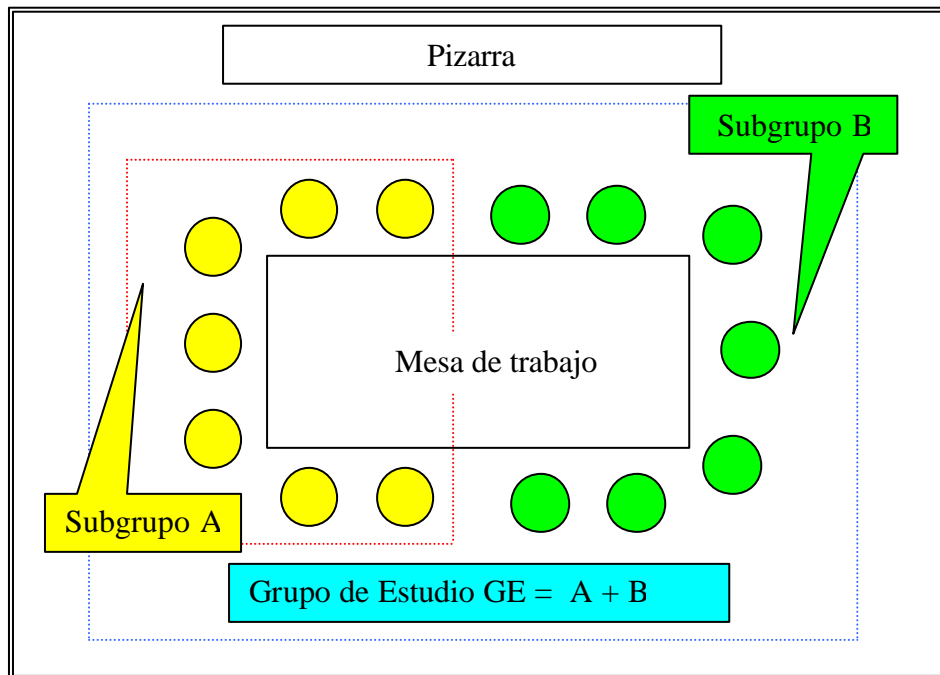 Pizarra
Subgrupo B
Mesa de trabajo
Subgrupo A
Grupo de Estudio GE = A + B